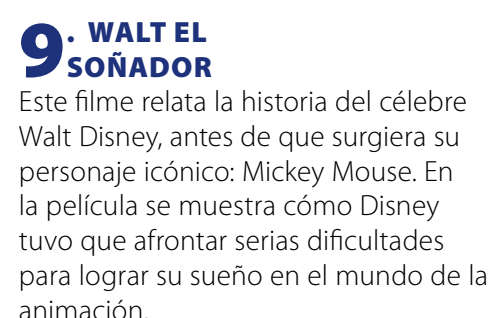 9. WALT EL
SOÑADOR
Este filme relata la historia del célebre
Walt Disney, antes de que surgiera su
personaje icónico: Mickey Mouse. En
la película se muestra cómo Disney
tuvo que afrontar serias dificultades
para lograr su sueño en el mundo de la
animación.